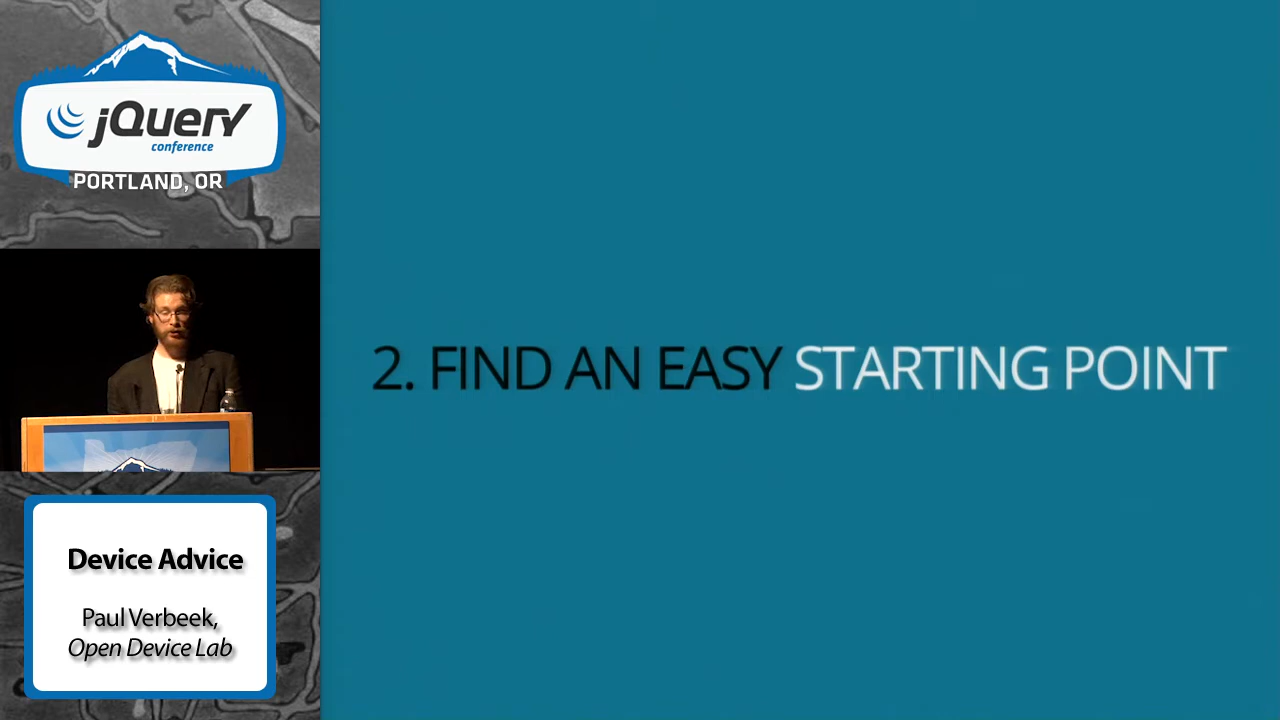 jQuery
conference
PORTLAND, OR
2. FIND AN EASY STARTING POINT
Device Advice
Paul Verbeek,
Open Device Lab